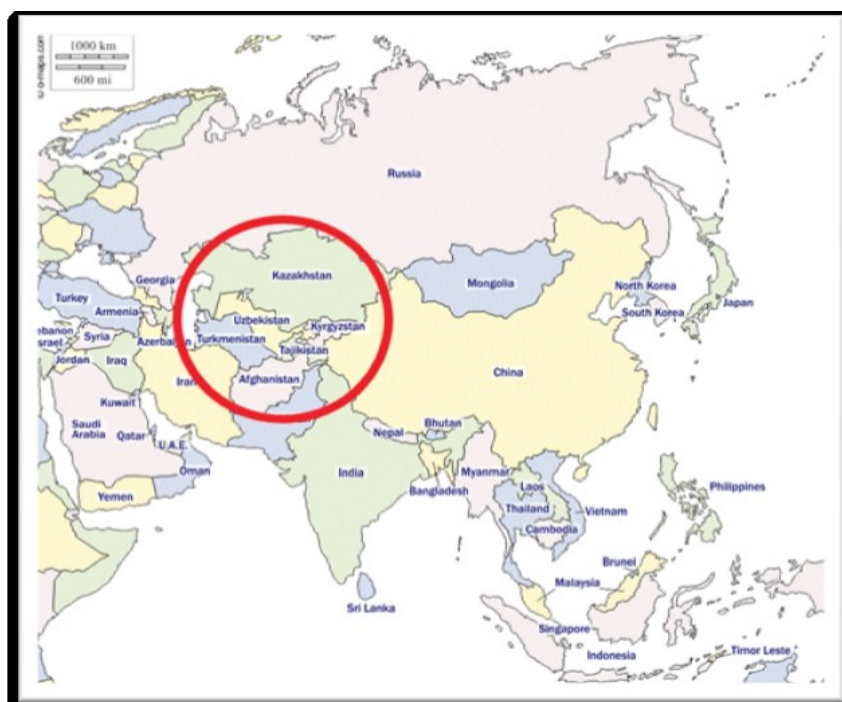 1000 km
600 mi
© d-maps.com
Russia
Kazakhstan
Mongolia
Georgia
Turkey
Armenia
Uzbekistan
Kyrgyzstan
North Korea
South Korea
Japan
Syria
Azerbaijan
Turkmenistan
Tajikistan
Jordan
Iraq
Iran
Afghanistan
China
Kuwait
Saudi
Arabia
Qatar
U.A.E.
Nepal
Bhutan
Oman
India
Myanmar
Laos
Philippines
Yemen
Bangladesh
Thailand
Vietnam
Cambodia
Brunei
Malaysia
Sri Lanka
Singapore
Indonesia
Timor Leste